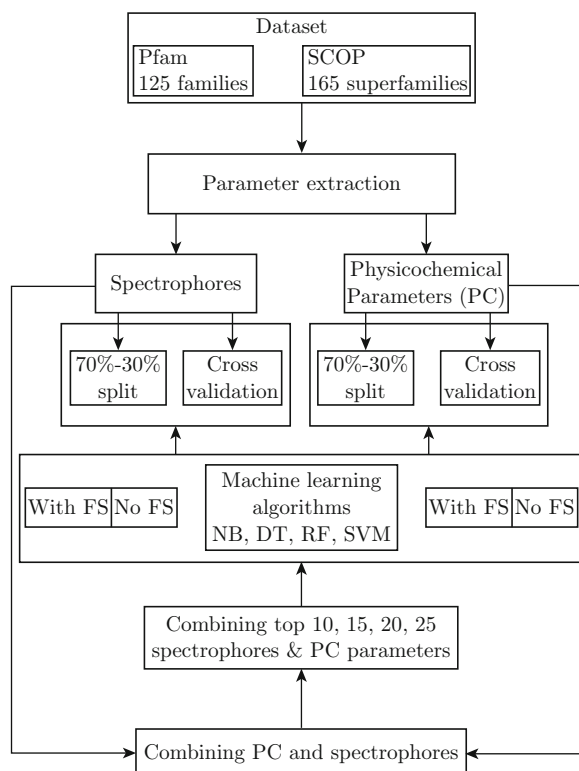 Dataset
Pfam
125 families
SCOP
165 superfamilies
Parameter extraction
Spectrophores
Physicochemical
Parameters (PC)
70%-30%
split
Cross
validation
70%-30%
split
Cross
validation
With FS
No FS
Machine learning
algorithms
NB, DT, RF, SVM
With FS
No FS
Combining top 10, 15, 20, 25
spectrophores & PC parameters
Combining PC and spectrophores